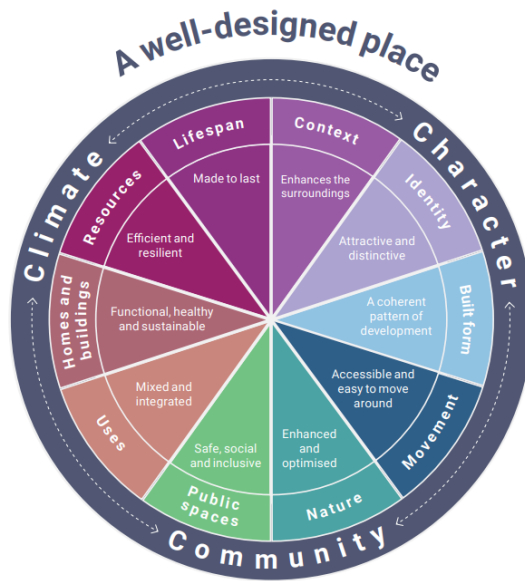 A well-designed place
Climate
Character
Community
Context
Enhances the
surroundings
Identity
Attractive and
distinctive
Built form
A coherent
pattern of
development
Movement
Accessible and
easy to move
around
Nature
Enhanced
and
optimised
Public
spaces
Safe, social
and inclusive
Uses
Mixed and
integrated
Homes and
buildings
Functional, healthy
and sustainable
Resources
Efficient and
resilient
Lifespan
Made to last